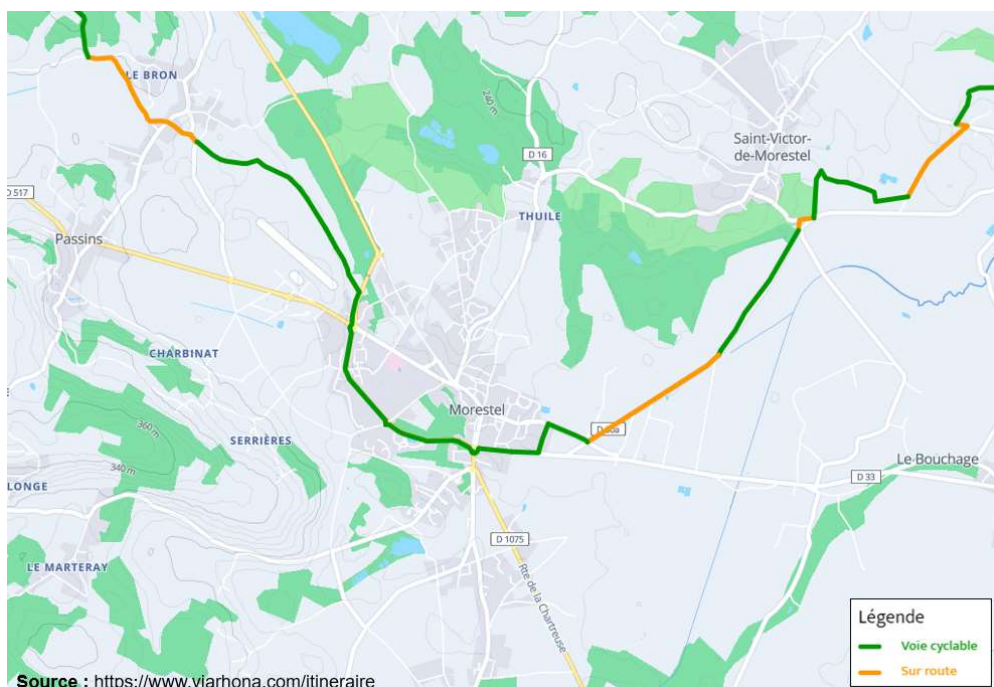 LE BRON
240 m
Saint-Victor-
de-Morestel
D 16
D 517
THUILE
Passins
CHARBINAT
360 m
Morestel
SERRIÈRES
340 m
LONGE
Le Bouchage
D 33
D 1075
LE MARTERAY
Rte de la Chartreuse
Légende
Voie cyclable
Sur route
Source : https://www.viarhona.com/itineraire